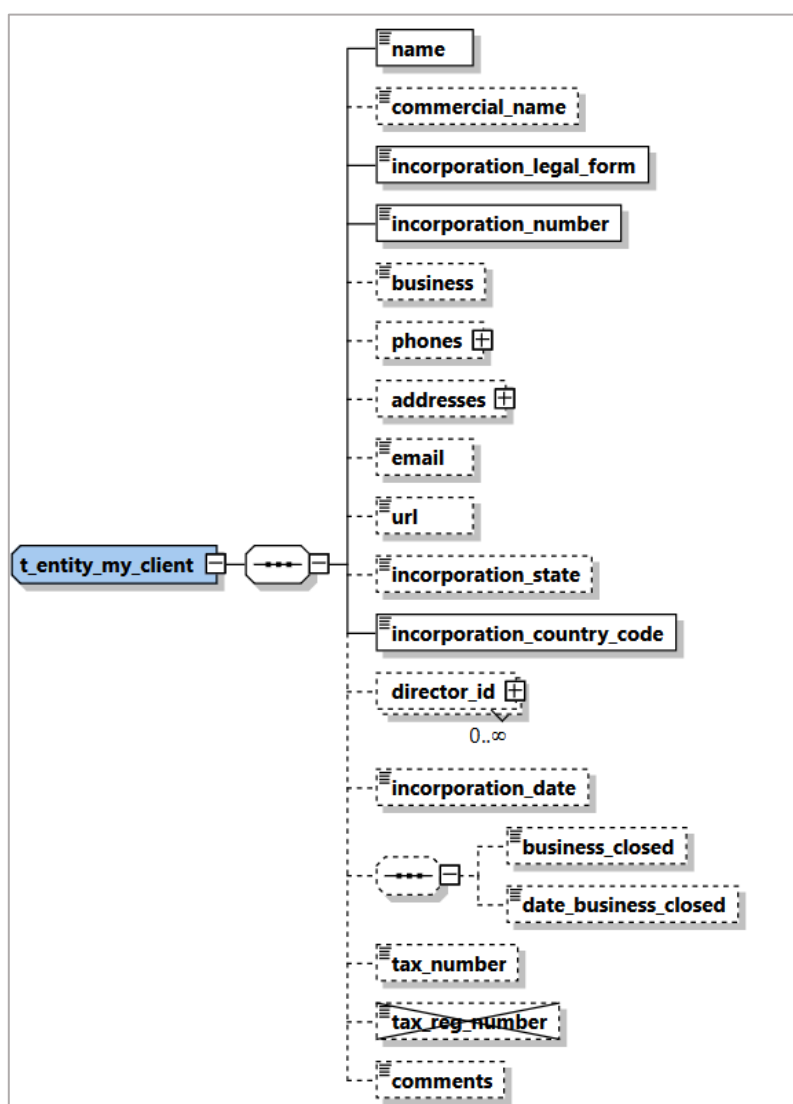 name
commercial_name
incorporation_legal_form
incorporation_number
business
phones
addresses
email
url
t_entity_my_client
incorporation_state
incorporation_country_code
director_id
0..∞
incorporation_date
business_closed
date_business_closed
tax_number
tax_reg_number
comments